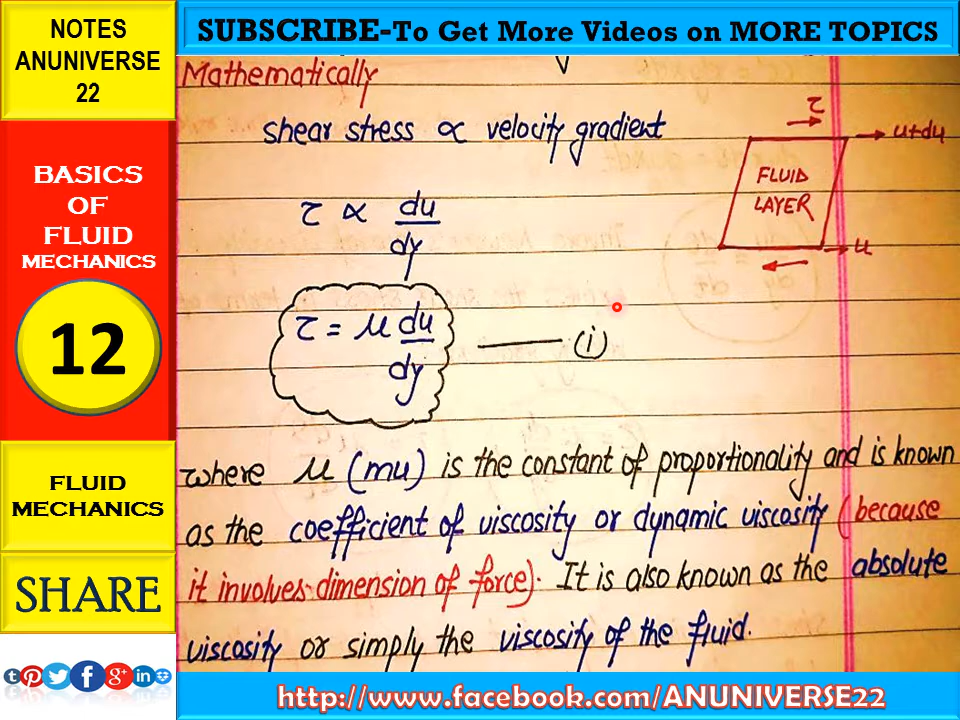 NOTES
ANUNIVERSE
22
SUBSCRIBE-To Get More Videos on MORE TOPICS
BASICS
OF
FLUID
MECHANICS
12
FLUID
MECHANICS
SHARE
Mathematically
shear stress ∝ velocity gradient
τ
u+du
FLUID
LAYER
u
τ ∝ du/dy
τ = μ du/dy —— (i)
where μ (mu) is the constant of proportionality and is known
as the coefficient of viscosity or dynamic viscosity (because
it involves dimension of force). It is also known as the absolute
viscosity or simply the viscosity of the fluid.
http://www.facebook.com/ANUNIVERSE22